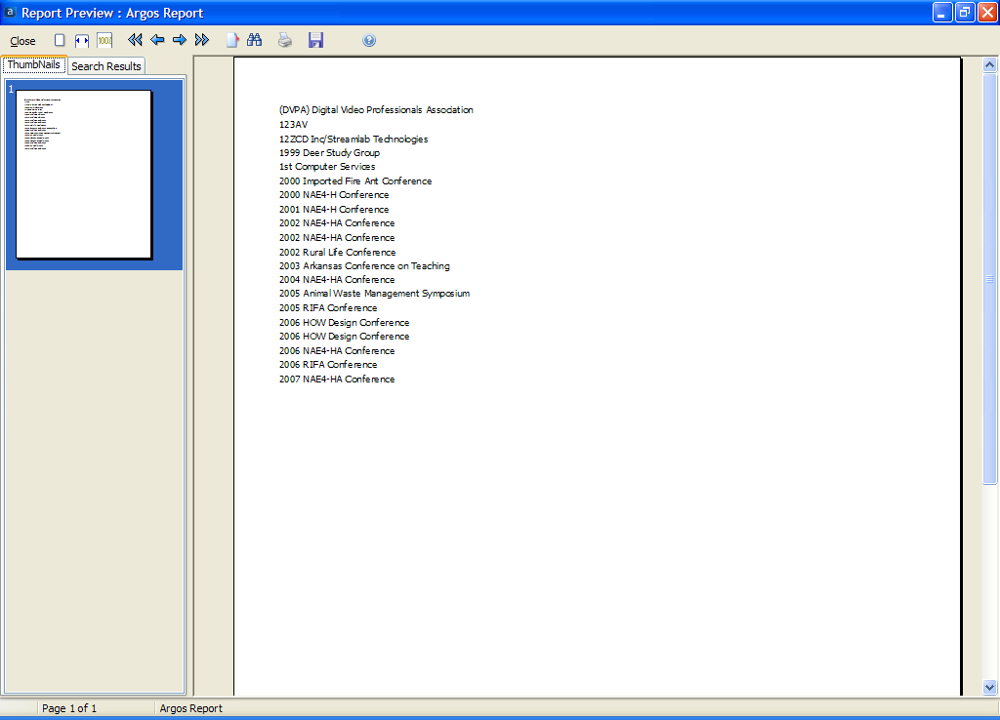 Report Preview : Argos Report
Close
ThumbNails Search Results
1
(DVPA) Digital Video Professionals Association
123AV
12ZCD Inc/Streamlab Technologies
1999 Deer Study Group
1st Computer Services
2000 Imported Fire Ant Conference
2000 NAE4-H Conference
2001 NAE4-H Conference
2002 NAE4-HA Conference
2002 NAE4-HA Conference
2002 Rural Life Conference
2003 Arkansas Conference on Teaching
2004 NAE4-HA Conference
2005 Animal Waste Management Symposium
2005 RIFA Conference
2006 HOW Design Conference
2006 HOW Design Conference
2006 NAE4-HA Conference
2006 RIFA Conference
2007 NAE4-HA Conference
Page 1 of 1 Argos Report